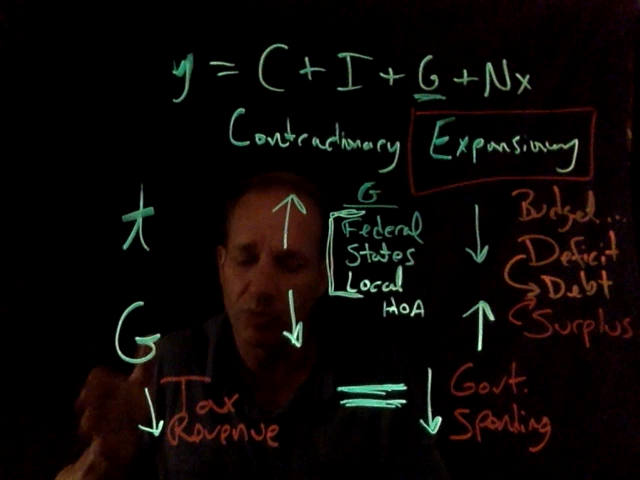 y = C + I + G + Nx
Contractionary Expansionary
t ↑ G ↓ Budget...
Federal
States
Local
HOA
Deficit
Debt
Surplus
G ↓ ↑
↓ Tax Revenue = ↓ Govt. Spending